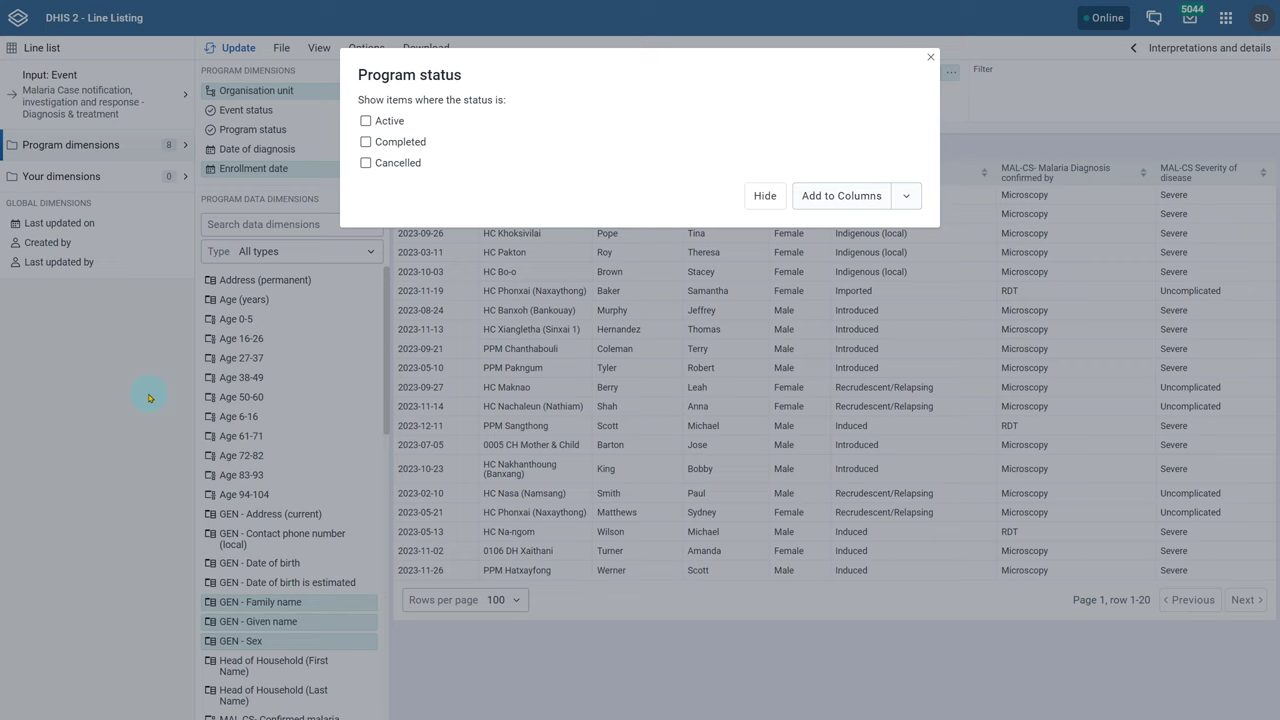 DHIS 2 - Line Listing
Online
5044
SD
Line list
Update
File
View
Options
Download
Interpretations and details
Input: Event
Malaria Case notification,
investigation and response -
Diagnosis & treatment
Program dimensions
8
Your dimensions
0
GLOBAL DIMENSIONS
Last updated on
Created by
Last updated by
PROGRAM DIMENSIONS
Organisation unit
Event status
Program status
Date of diagnosis
Enrollment date
PROGRAM DATA DIMENSIONS
Search data dimensions
Type All types
Address (permanent)
Age (years)
Age 0-5
Age 16-26
Age 27-37
Age 38-49
Age 50-60
Age 6-16
Age 61-71
Age 72-82
Age 83-93
Age 94-104
GEN - Address (current)
GEN - Contact phone number
(local)
GEN - Date of birth
GEN - Date of birth is estimated
GEN - Family name
GEN - Given name
GEN - Sex
Head of Household (First
Name)
Head of Household (Last
Name)
MAL-CS- Confirmed malaria
Program status
Show items where the status is:
Active
Completed
Cancelled
Hide
Add to Columns
Filter
MAL-CS- Malaria Diagnosis
confirmed by
MAL-CS Severity of
disease
Microscopy Severe
Microscopy Severe
2023-09-26 HC Khoksivilai Pope Tina Female Indigenous (local) Microscopy Severe
2023-03-11 HC Pakton Roy Theresa Female Indigenous (local) Microscopy Severe
2023-10-03 HC Bo-o Brown Stacey Female Indigenous (local) Microscopy Severe
2023-11-19 HC Phonxai (Naxaythong) Baker Samantha Female Imported RDT Uncomplicated
2023-08-24 HC Banxoh (Bankouay) Murphy Jeffrey Male Introduced Microscopy Severe
2023-11-13 HC Xiangletha (Sinxai 1) Hernandez Thomas Male Introduced Microscopy Severe
2023-09-21 PPM Chanthabouli Coleman Terry Male Introduced Microscopy Severe
2023-05-10 PPM Pakngum Tyler Robert Male Introduced Microscopy Severe
2023-09-27 HC Maknao Berry Leah Female Recrudescent/Relapsing Microscopy Uncomplicated
2023-11-14 HC Nachaleun (Nathiam) Shah Anna Female Recrudescent/Relapsing Microscopy Uncomplicated
2023-12-11 PPM Sangthong Scott Michael Male Induced RDT Severe
2023-07-05 0005 CH Mother & Child Barton Jose Male Introduced Microscopy Severe
2023-10-23 HC Nakhanthoung (Banxang) King Bobby Male Introduced Microscopy Severe
2023-02-10 HC Nasa (Namsang) Smith Paul Male Recrudescent/Relapsing Microscopy Uncomplicated
2023-05-21 HC Phonxai (Naxaythong) Matthews Sydney Female Recrudescent/Relapsing Microscopy Uncomplicated
2023-05-13 HC Na-ngom Wilson Michael Male Induced RDT Severe
2023-11-02 0106 DH Xaithani Turner Amanda Female Induced Microscopy Severe
2023-11-26 PPM Hatxayfong Werner Scott Male Induced Microscopy Severe
Rows per page 100
Page 1, row 1-20
Previous
Next